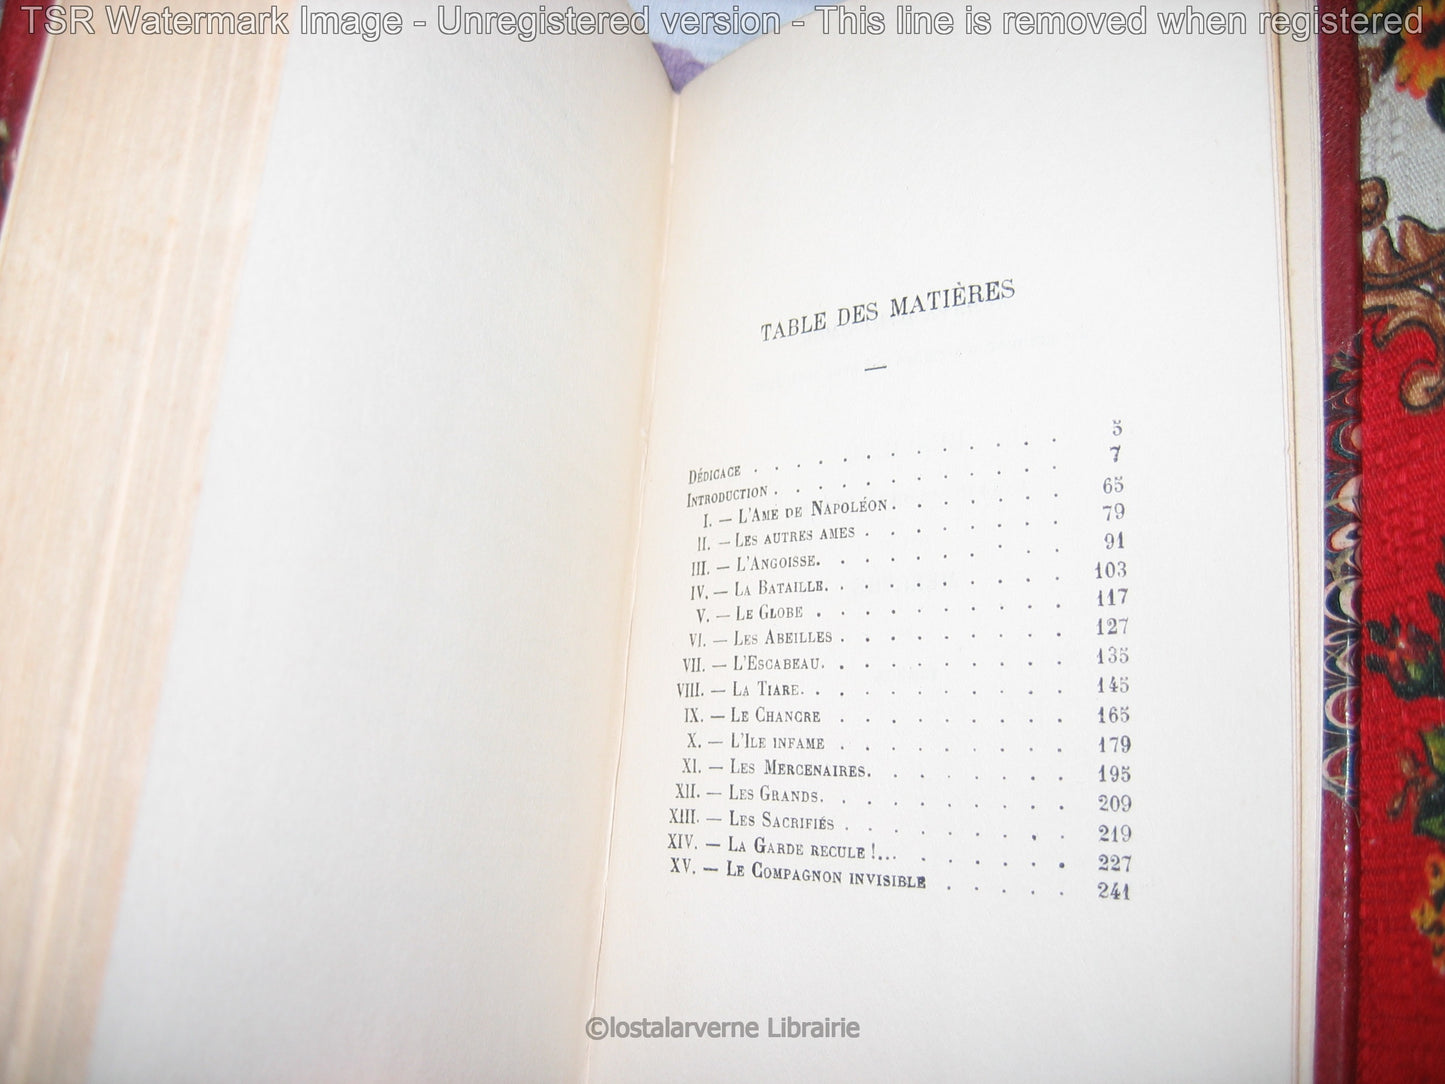 TSR Watermark Image - Unregistered version - This line is removed when registered
TABLE DES MATIÈRES
—
DÉDICACE . . . . . . . . . . . . . . 5
INTRODUCTION . . . . . . . . . . . . . . 7
I. — L'AME DE NAPOLÉON . . . . . . . . 65
II. — LES AUTRES AMES . . . . . . . . . 79
III. — L'ANGOISSE. . . . . . . . . . . 91
IV. — LA BATAILLE. . . . . . . . . . . 103
V. — LE GLOBE . . . . . . . . . . . 117
VI. — LES ABEILLES . . . . . . . . . . 127
VII. — L'ESCABEAU. . . . . . . . . . . 135
VIII. — LA TIARE. . . . . . . . . . . . 145
IX. — LE CHANCRE . . . . . . . . . . 165
X. — L'ILE INFAME . . . . . . . . . . 179
XI. — LES MERCENAIRES. . . . . . . . . 195
XII. — LES GRANDS. . . . . . . . . . . 209
XIII. — LES SACRIFIÉS . . . . . . . . . . 219
XIV. — LA GARDE RECULE !... . . . . . . . 227
XV. — LE COMPAGNON INVISIBLE . . . . . 241
©lostalarverne Librairie